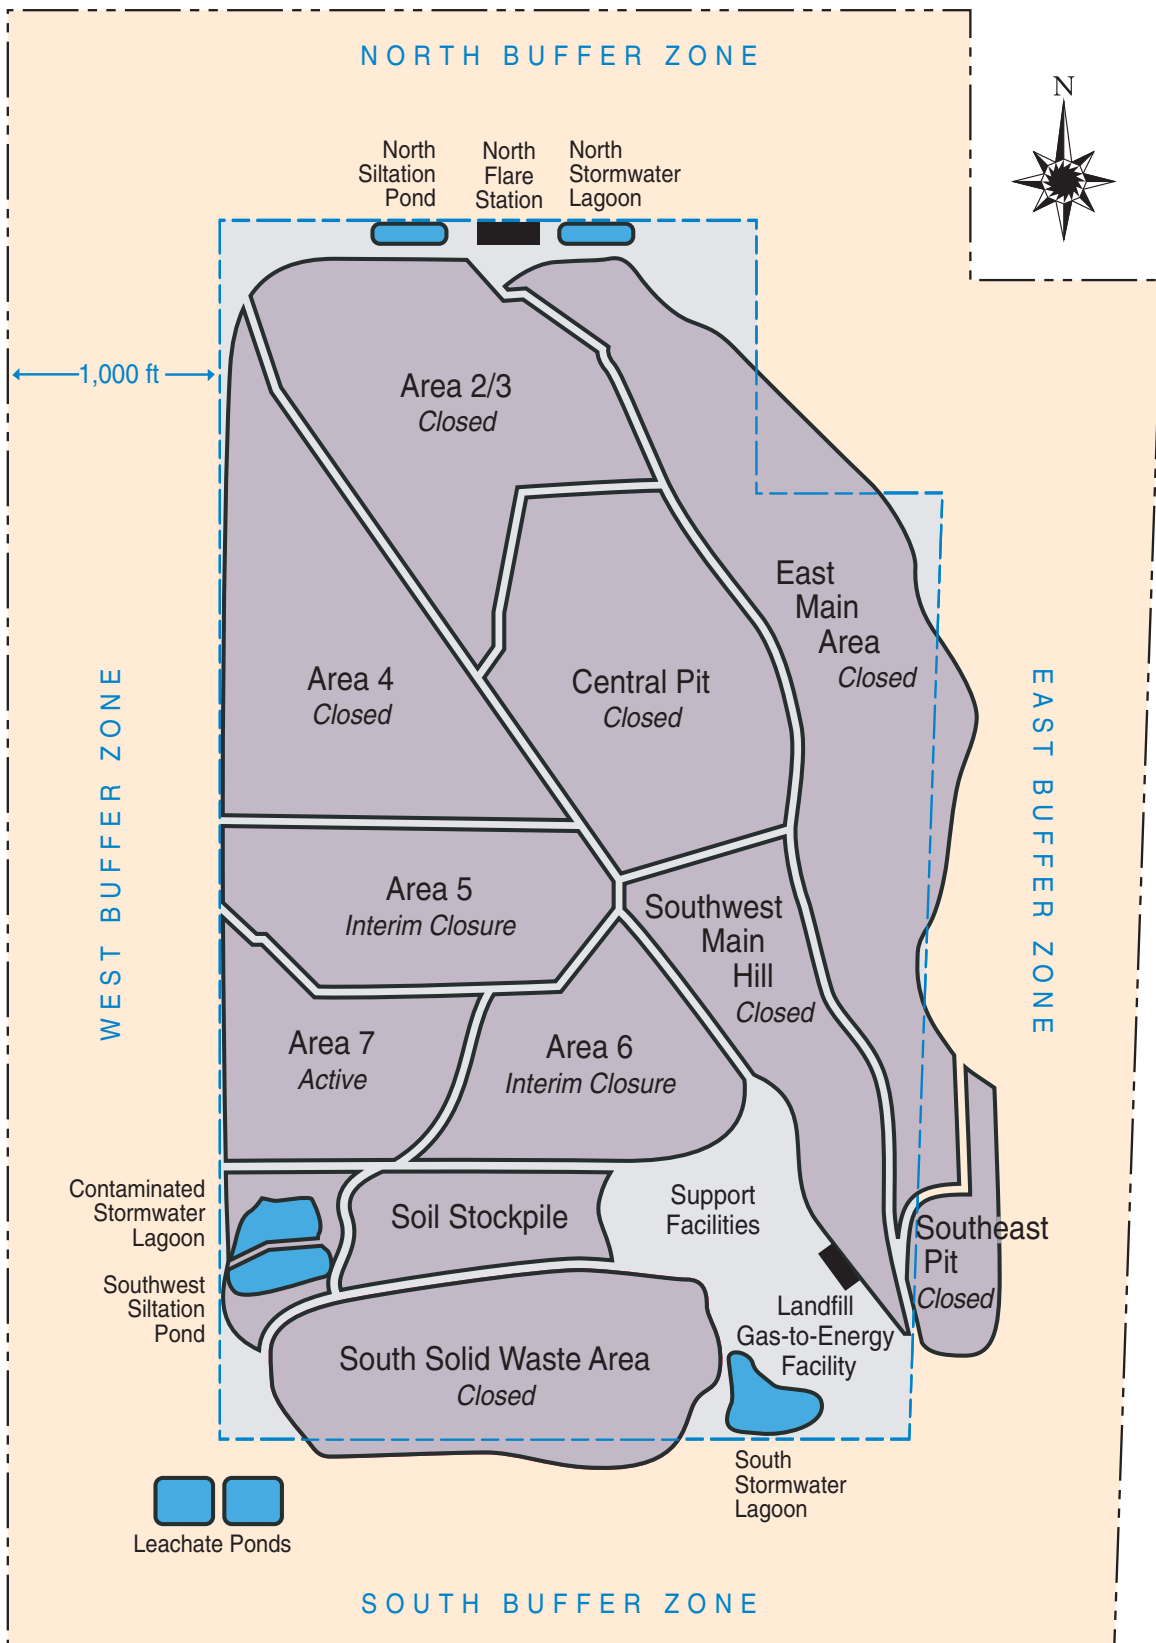 NORTH BUFFER ZONE
N
North
Siltation
Pond
North
Flare
Station
North
Stormwater
Lagoon
1,000 ft
Area 2/3
Closed
East
Main
Area
Closed
Area 4
Closed
Central Pit
Closed
WEST BUFFER ZONE
EAST BUFFER ZONE
Area 5
Interim Closure
Southwest
Main
Hill
Closed
Area 7
Active
Area 6
Interim Closure
Contaminated
Stormwater
Lagoon
Soil Stockpile
Support
Facilities
Southeast
Pit
Closed
Southwest
Siltation
Pond
Landfill
Gas-to-Energy
Facility
South Solid Waste Area
Closed
South
Stormwater
Lagoon
Leachate Ponds
SOUTH BUFFER ZONE